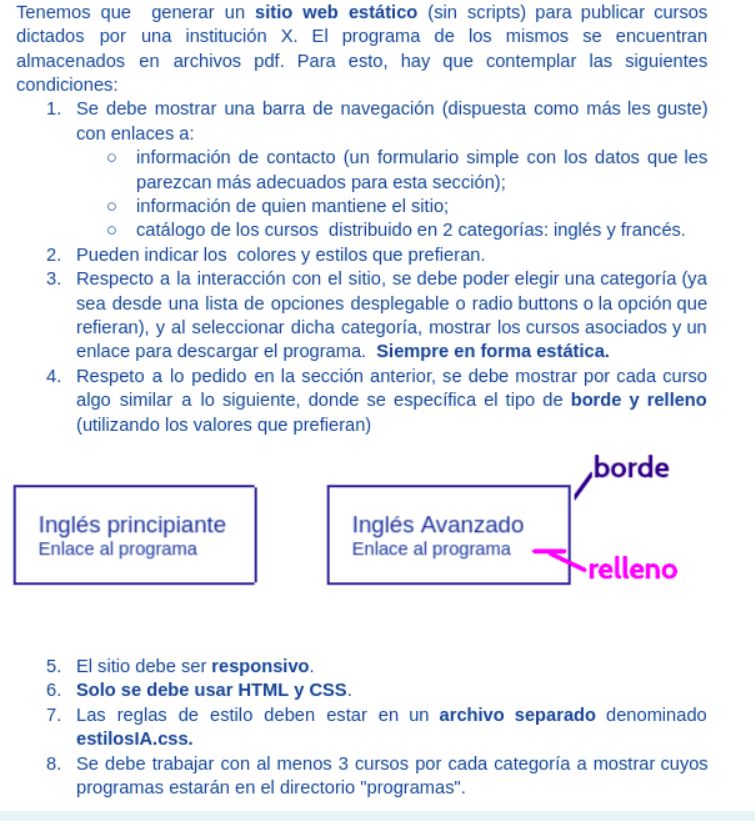 Tenemos que generar un sitio web estático (sin scripts) para publicar cursos
dictados por una institución X. El programa de los mismos se encuentran
almacenados en archivos pdf. Para esto, hay que contemplar las siguientes
condiciones:
1. Se debe mostrar una barra de navegación (dispuesta como más les guste)
con enlaces a:
○ información de contacto (un formulario simple con los datos que les
parezcan más adecuados para esta sección);
○ información de quien mantiene el sitio;
○ catálogo de los cursos distribuido en 2 categorías: inglés y francés.
2. Pueden indicar los colores y estilos que prefieran.
3. Respecto a la interacción con el sitio, se debe poder elegir una categoría (ya
sea desde una lista de opciones desplegable o radio buttons o la opción que
refieran), y al seleccionar dicha categoría, mostrar los cursos asociados y un
enlace para descargar el programa. Siempre en forma estática.
4. Respeto a lo pedido en la sección anterior, se debe mostrar por cada curso
algo similar a lo siguiente, donde se específica el tipo de borde y relleno
(utilizando los valores que prefieran)
borde
Inglés principiante
Enlace al programa
Inglés Avanzado
Enlace al programa
relleno
5. El sitio debe ser responsivo.
6. Solo se debe usar HTML y CSS.
7. Las reglas de estilo deben estar en un archivo separado denominado
estilosIA.css.
8. Se debe trabajar con al menos 3 cursos por cada categoría a mostrar cuyos
programas estarán en el directorio "programas".